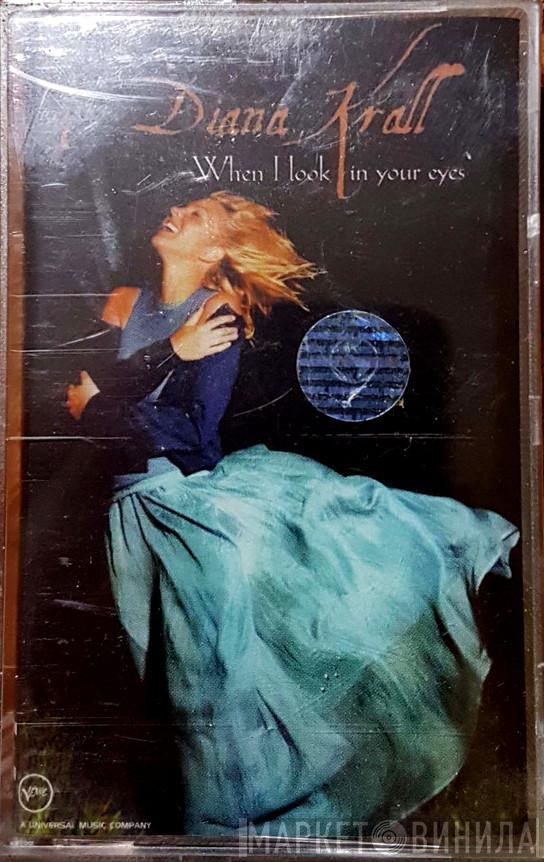 Diana Krall
When I look in your eyes
Verve
A UNIVERSAL MUSIC COMPANY
МАРКЕТ ВИНИЛА